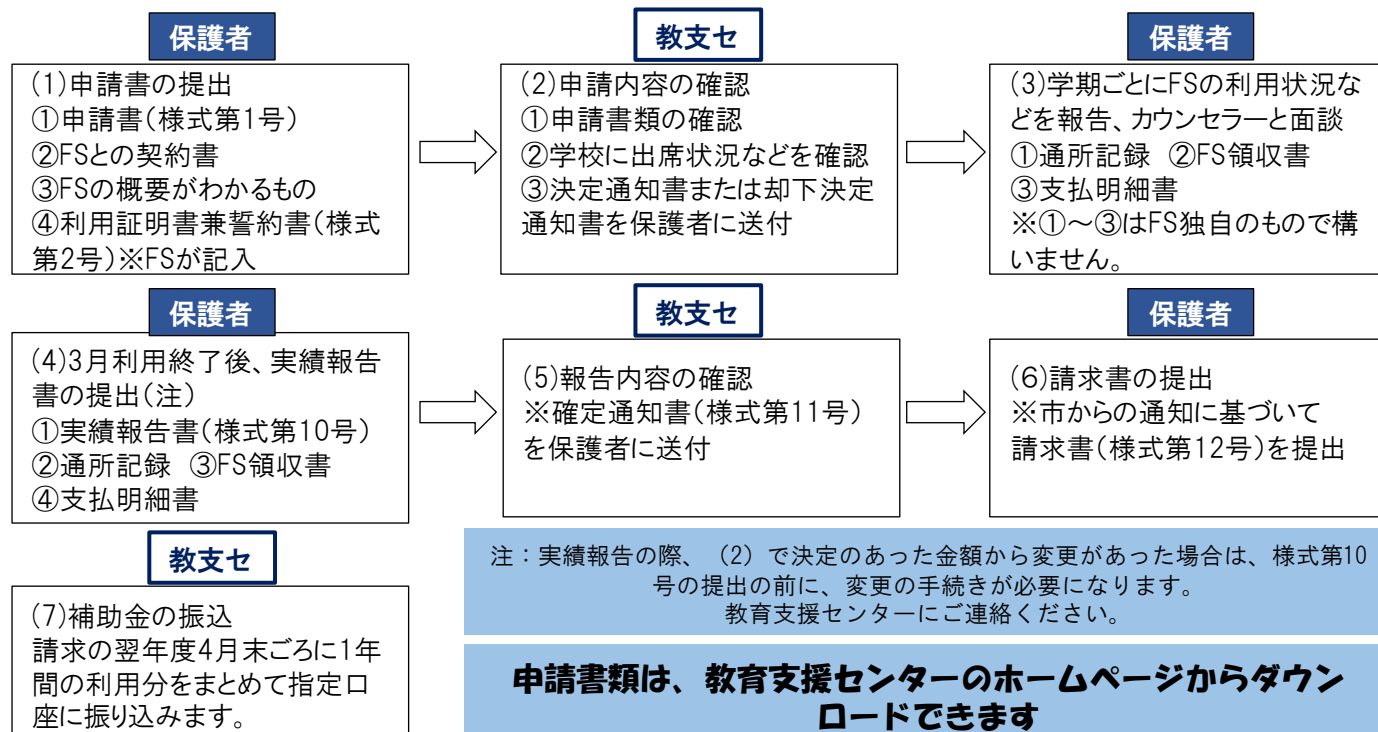 保護者
(1)申請書の提出
①申請書(様式第1号)
②FSとの契約書
③FSの概要がわかるもの
④利用証明書兼誓約書(様式
第2号)※FSが記入
教支セ
(2)申請内容の確認
①申請書類の確認
②学校に出席状況などを確認
③決定通知書または却下決定
通知書を保護者に送付
保護者
(3)学期ごとにFSの利用状況な
どを報告、カウンセラーと面談
①通所記録 ②FS領収書
③支払明細書
※①～③はFS独自のもので構
いません。
保護者
(4)3月利用終了後、実績報告
書の提出(注)
①実績報告書(様式第10号)
②通所記録 ③FS領収書
④支払明細書
教支セ
(5)報告内容の確認
※確定通知書(様式第11号)
を保護者に送付
保護者
(6)請求書の提出
※市からの通知に基づいて
請求書(様式第12号)を提出
教支セ
(7)補助金の振込
請求の翌年度4月末ごろに1年
間の利用分をまとめて指定口
座に振り込みます。
注：実績報告の際、（2）で決定のあった金額から変更があった場合は、様式第10
号の提出の前に、変更の手続きが必要になります。
教育支援センターにご連絡ください。
申請書類は、教育支援センターのホームページからダウン
ロードできます